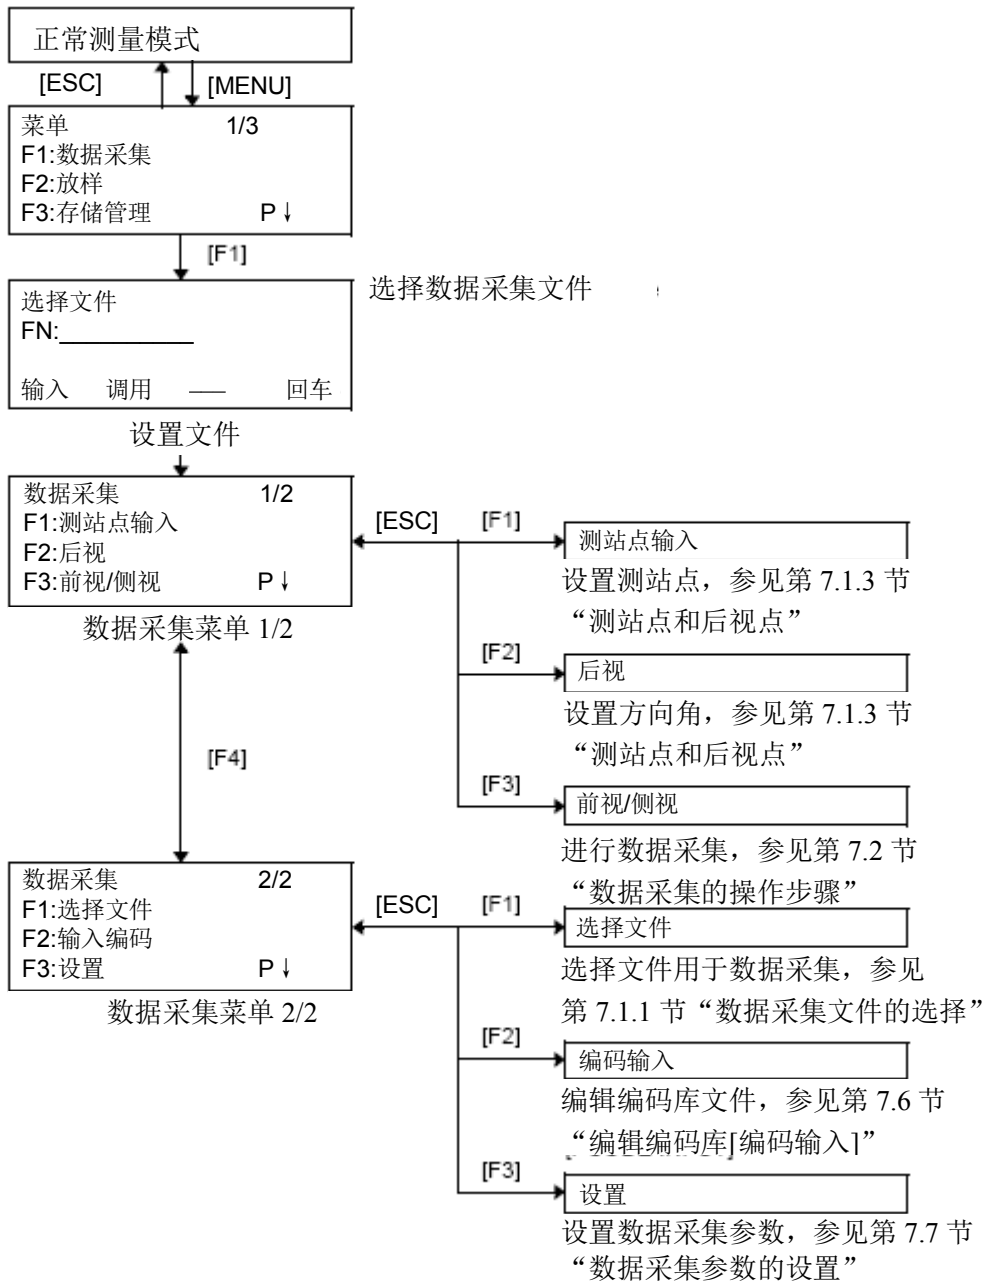 正常测量模式
[ESC] [MENU]
菜单 1/3
F1:数据采集
F2:放样
F3:存储管理 P↓
[F1]
选择文件
FN:__________
输入 调用 —— 回车
选择数据采集文件
设置文件
数据采集 1/2
F1:测站点输入
F2:后视
F3:前视/侧视 P↓
数据采集菜单 1/2
[ESC] [F1]
测站点输入
设置测站点，参见第 7.1.3 节
“测站点和后视点”
[F2]
后视
设置方向角，参见第 7.1.3 节
“测站点和后视点”
[F4]
[F3]
前视/侧视
进行数据采集，参见第 7.2 节
“数据采集的操作步骤”
数据采集 2/2
F1:选择文件
F2:输入编码
F3:设置 P↓
数据采集菜单 2/2
[ESC] [F1]
选择文件
选择文件用于数据采集，参见
第 7.1.1 节“数据采集文件的选择”
[F2]
编码输入
编辑编码库文件，参见第 7.6 节
“编辑编码库[编码输入]”
[F3]
设置
设置数据采集参数，参见第 7.7 节
“数据采集参数的设置”